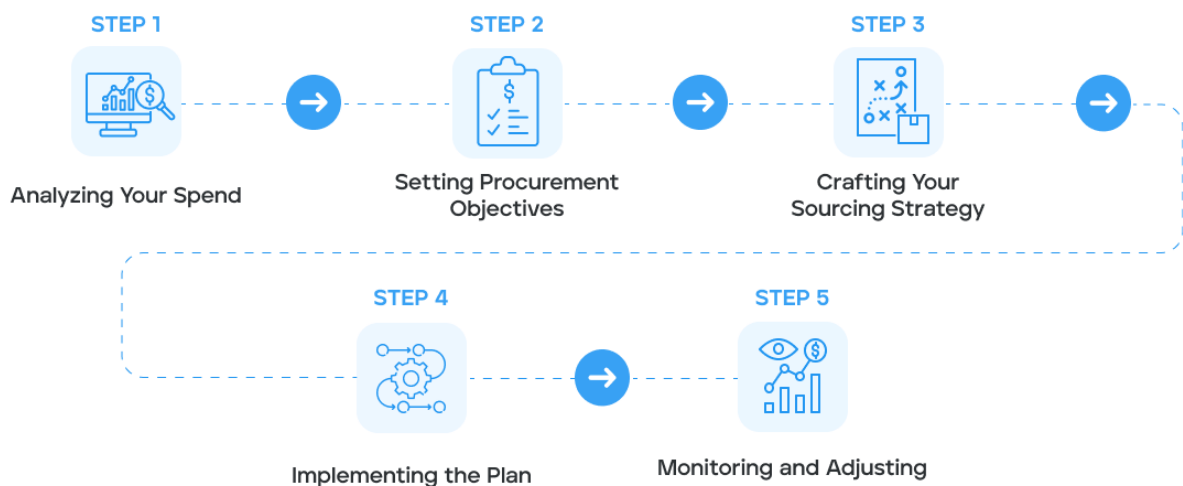 STEP 1
Analyzing Your Spend
STEP 2
Setting Procurement
Objectives
STEP 3
Crafting Your
Sourcing Strategy
STEP 4
Implementing the Plan
STEP 5
Monitoring and Adjusting